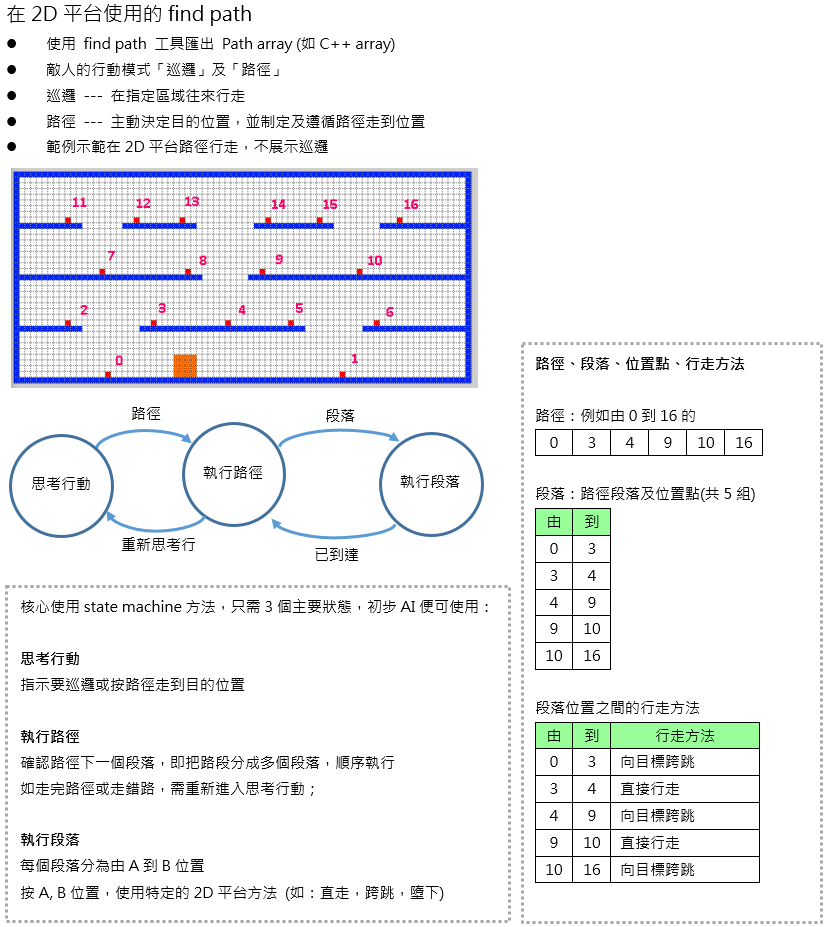 在 2D 平台使用的 find path
● 使用 find path 工具匯出 Path array (如 C++ array)
● 敵人的行動模式「巡邏」及「路徑」
● 巡邏 --- 在指定區域往來行走
● 路徑 --- 主動決定目的位置，並制定及遵循路徑走到位置
● 範例示範在 2D 平台路徑行走，不展示巡邏
11 12 13 14 15 16
7 8 9 10
2 3 4 5 6
0 1
路徑 段落
思考行動 執行路徑 執行段落
重新思考行 已到達
核心使用 state machine 方法，只需 3 個主要狀態，初步 AI 便可使用：
思考行動
指示要巡邏或按路徑走到目的位置
執行路徑
確認路徑下一個段落，即把路段分成多個段落，順序執行
如走完路徑或走錯路，需重新進入思考行動；
執行段落
每個段落分為由 A 到 B 位置
按 A, B 位置，使用特定的 2D 平台方法 (如：直走，跨跳，墮下)
路徑、段落、位置點、行走方法
路徑：例如由 0 到 16 的
0 3 4 9 10 16
段落：路徑段落及位置點(共 5 組)
由 到
0 3
3 4
4 9
9 10
10 16
段落位置之間的行走方法
由 到 行走方法
0 3 向目標跨跳
3 4 直接行走
4 9 向目標跨跳
9 10 直接行走
10 16 向目標跨跳